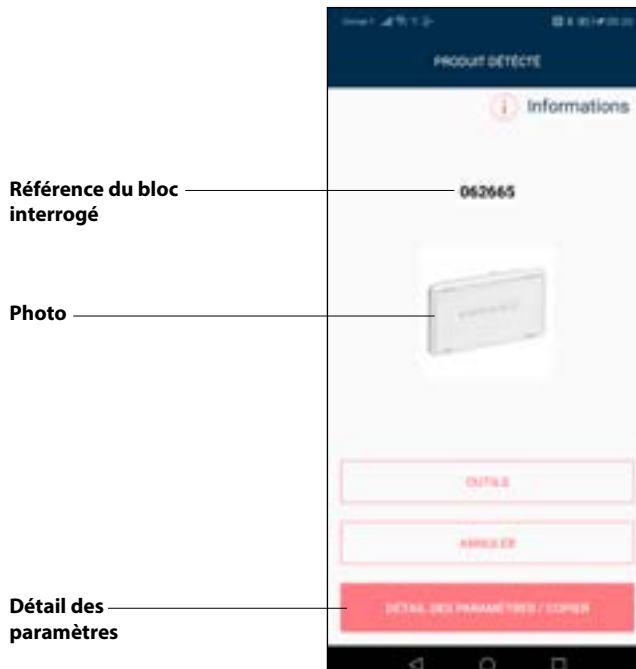 PRODUIT DÉTECTÉ
i Informations
Référence du bloc
interrogé
062665
Photo
OUTILS
ANNULER
Détail des
paramètres
DÉTAIL DES PARAMÈTRES / COPIER